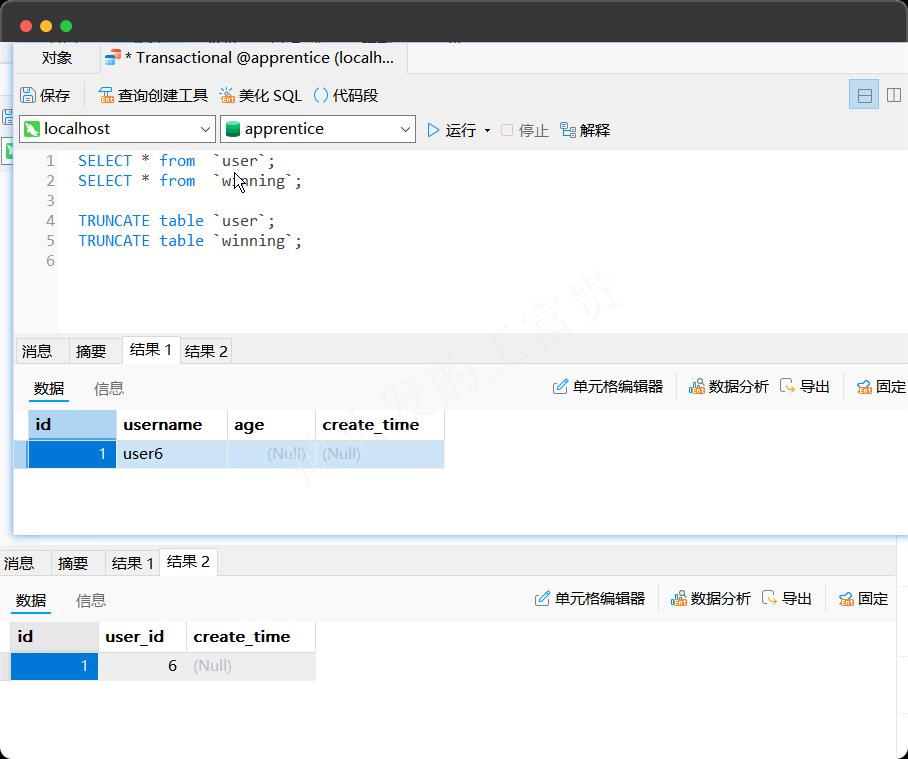 对象
* Transactional @apprentice (localh...
保存 查询创建工具 美化 SQL () 代码段
localhost apprentice 运行 停止 解释
1 SELECT * from `user`;
2 SELECT * from `winning`;
3
4 TRUNCATE table `user`;
5 TRUNCATE table `winning`;
6
消息 摘要 结果 1 结果 2
数据 信息 单元格编辑器 数据分析 导出 固定
id username age create_time
1 user6 (Null) (Null)
消息 摘要 结果 1 结果 2
数据 信息 单元格编辑器 数据分析 导出 固定
id user_id create_time
1 6 (Null)